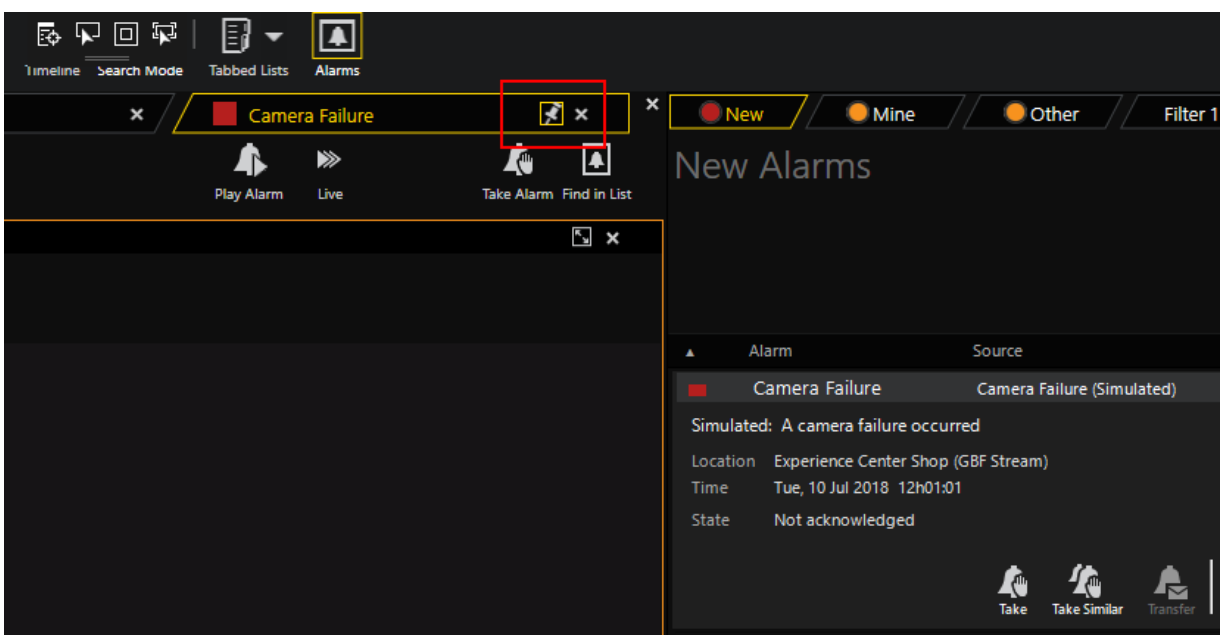 Timeline Search Mode Tabbed Lists Alarms
Camera Failure
New Mine Other Filter 1
Play Alarm Live Take Alarm Find in List
New Alarms
Alarm Source
Camera Failure Camera Failure (Simulated)
Simulated: A camera failure occurred
Location Experience Center Shop (GBF Stream)
Time Tue, 10 Jul 2018 12h01:01
State Not acknowledged
Take Take Similar Transfer